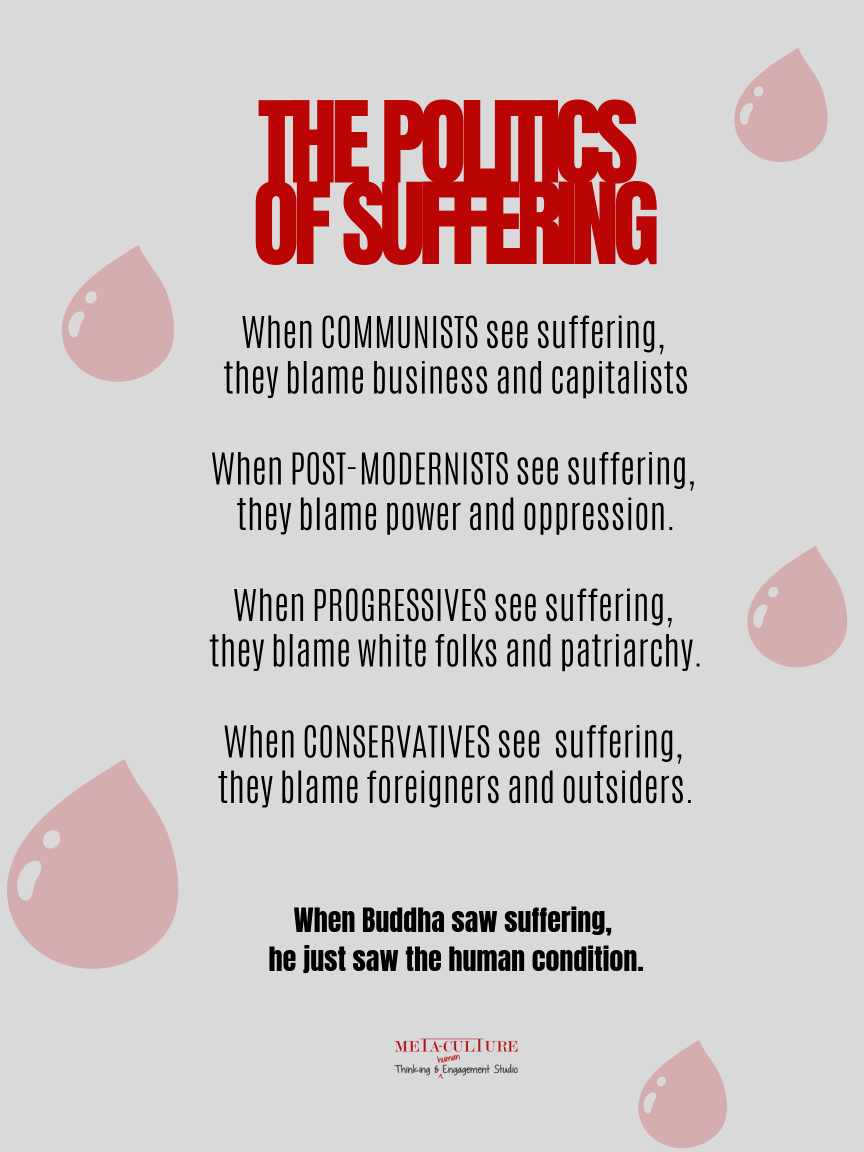 THE POLITICS
OF SUFFERING
When COMMUNISTS see suffering,
they blame business and capitalists
When POST-MODERNISTS see suffering,
they blame power and oppression.
When PROGRESSIVES see suffering,
they blame white folks and patriarchy.
When CONSERVATIVES see suffering,
they blame foreigners and outsiders.
When Buddha saw suffering,
he just saw the human condition.
META-CULTURE
human
Thinking & ^ Engagement Studio